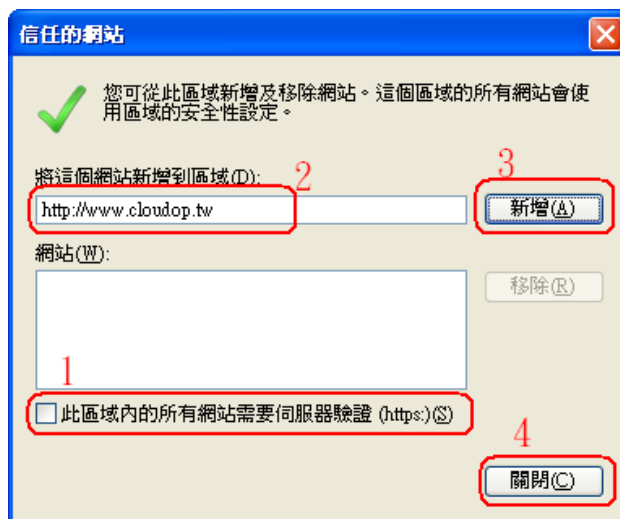 信任的網站
您可從此區域新增及移除網站。這個區域的所有網站會使
用區域的安全性設定。
將這個網站新增到區域(D):
2
3
http://www.cloudop.tw
新增(A)
網站(W):
移除(R)
1
此區域內的所有網站需要伺服器驗證 (https:)(S)
4
關閉(C)